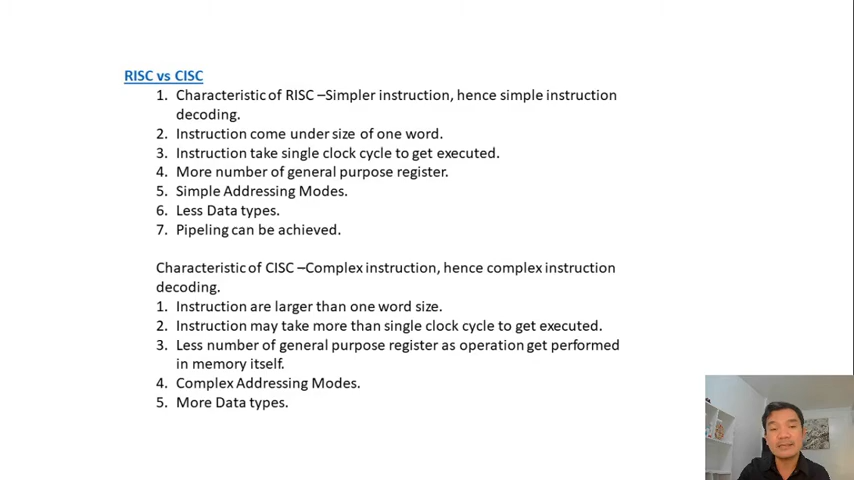 RISC vs CISC
1. Characteristic of RISC –Simpler instruction, hence simple instruction
decoding.
2. Instruction come under size of one word.
3. Instruction take single clock cycle to get executed.
4. More number of general purpose register.
5. Simple Addressing Modes.
6. Less Data types.
7. Pipeling can be achieved.
Characteristic of CISC –Complex instruction, hence complex instruction
decoding.
1. Instruction are larger than one word size.
2. Instruction may take more than single clock cycle to get executed.
3. Less number of general purpose register as operation get performed
in memory itself.
4. Complex Addressing Modes.
5. More Data types.